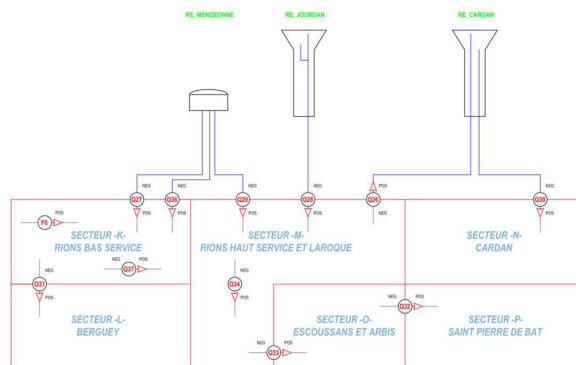 RE_MENGEONNE
RE_JOURDAN
RE_CARDAN
NEG NEG NEG NEG POS NEG
Q27 Q36 Q29 Q28 Q26 Q30
POS POS POS POS NEG POS
POS
F6
SECTEUR -K-
RIONS BAS SERVICE
SECTEUR -M-
RIONS HAUT SERVICE ET LAROQUE
SECTEUR -N-
CARDAN
NEG Q37 POS
NEG
Q31
POS
NEG
Q34
POS
SECTEUR -L-
BERGUEY
SECTEUR -O-
ESCOUSSANS ET ARBIS
NEG Q32 POS
SECTEUR -P-
SAINT PIERRE DE BAT
NEG Q33 POS